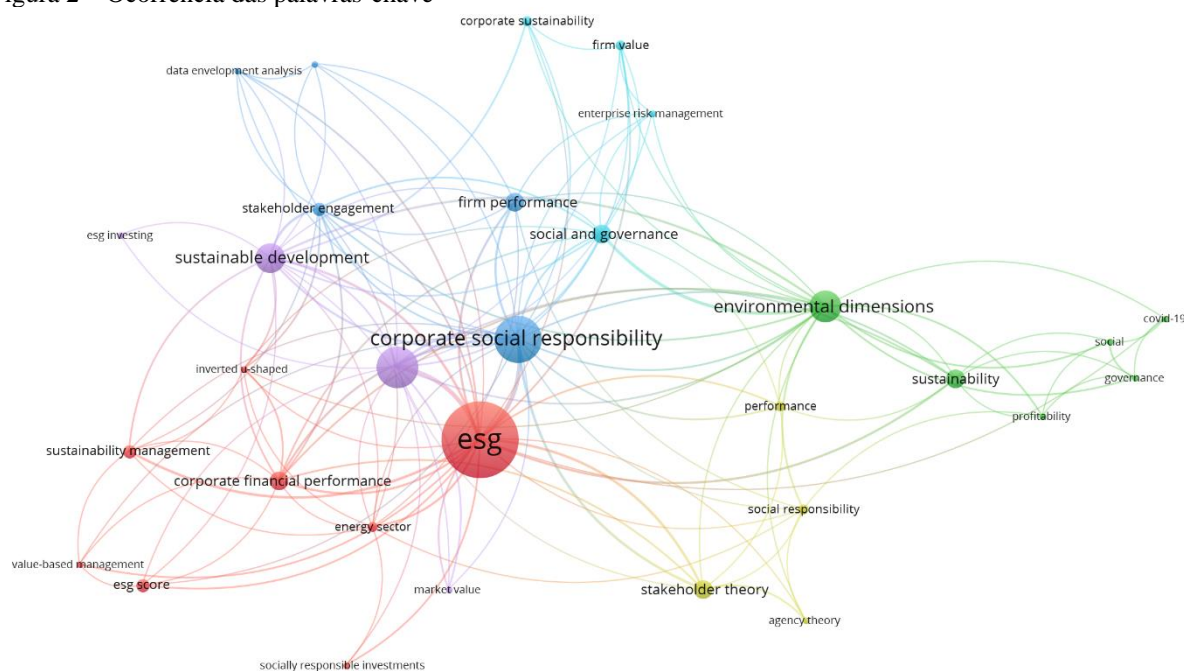 Figura 2 – Ocorrência das palavras-chave
corporate sustainability
firm value
data envelopment analysis
enterprise risk management
stakeholder engagement
firm performance
esg investing
social and governance
sustainable development
environmental dimensions
covid-19
corporate social responsibility
social
inverted u-shaped
sustainability
governance
performance
profitability
esg
sustainability management
corporate financial performance
social responsibility
energy sector
value-based management
esg score
market value
stakeholder theory
agency theory
socially responsible investments